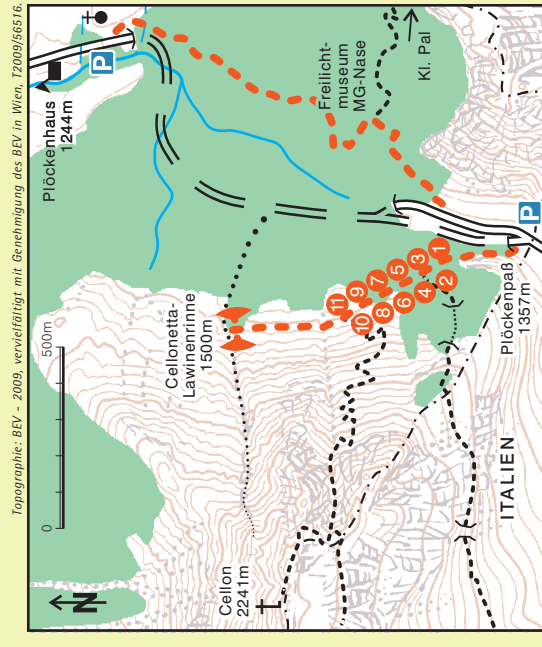 Topographie: BEV - 2009, vervielfältigt mit Genehmigung des BEV in Wien, T2009/56516.
N
0
500m
Plöckenhaus
1244m
P
Freilicht-
museum
MG-Nase
Kl. Pal
Cellonetta-
Lawinenrinne
1500m
Cellon
2241m
11
9
7
5
3
1
10
8
6
4
2
Plöckenpaß
1357m
P
ITALIEN